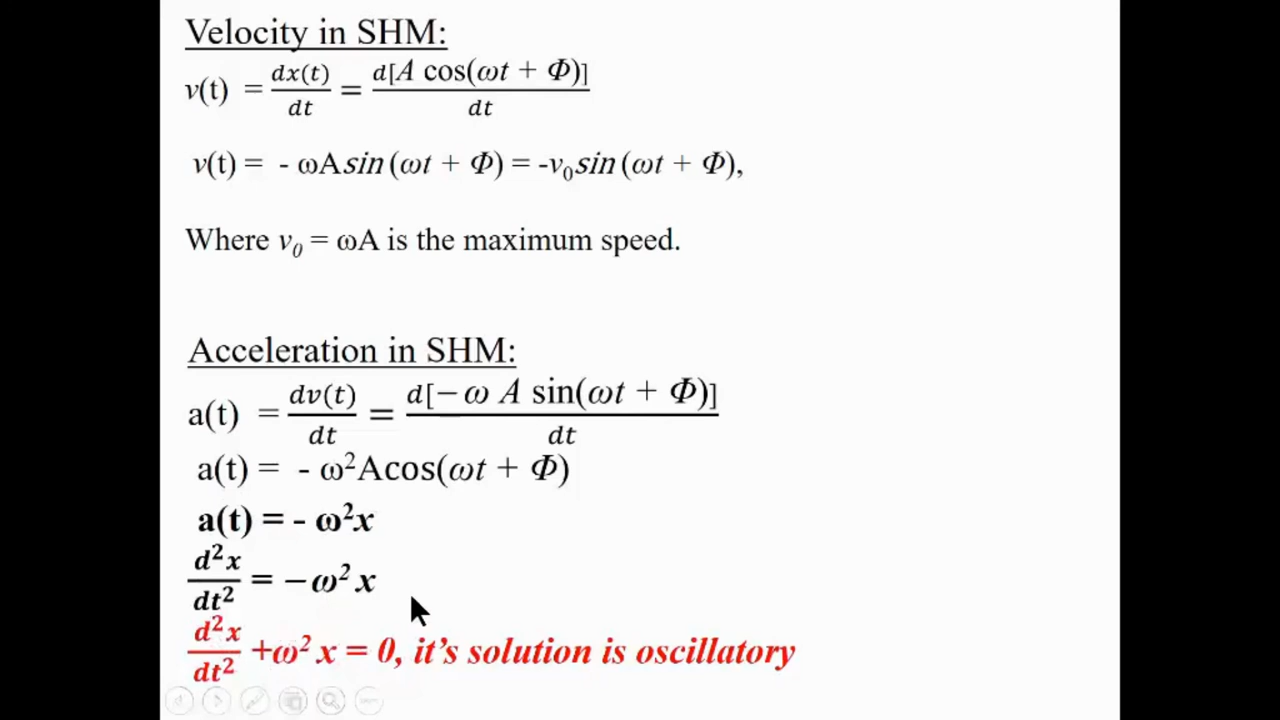 Velocity in SHM:
v(t) = dx(t)/dt = d[A cos(ωt + Φ)]/dt
v(t) = - ωAsin (ωt + Φ) = -v₀sin (ωt + Φ),
Where v₀ = ωA is the maximum speed.
Acceleration in SHM:
a(t) = dv(t)/dt = d[−ω A sin(ωt + Φ)]/dt
a(t) = - ω²Acos(ωt + Φ)
a(t) = - ω²x
d²x/dt² = −ω² x
d²x/dt² +ω² x = 0, it’s solution is oscillatory